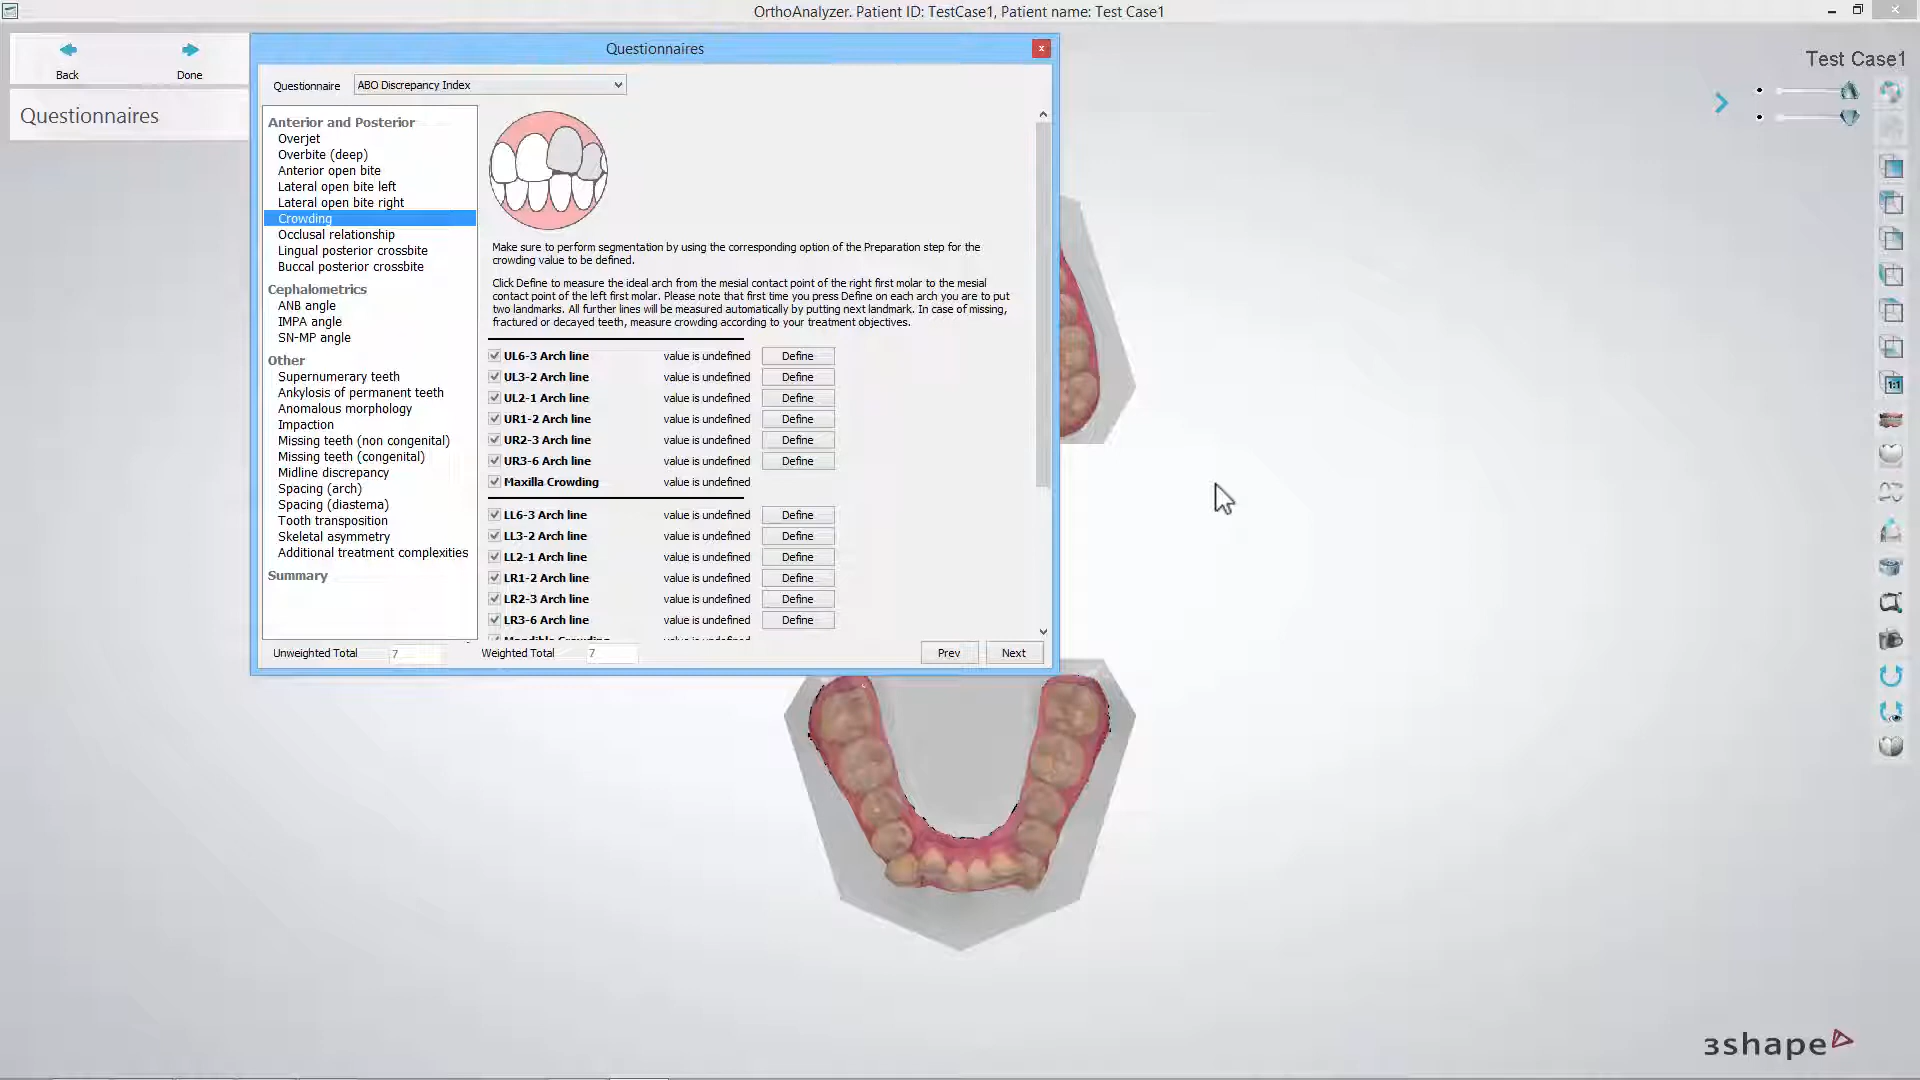 OrthoAnalyzer. Patient ID: TestCase1, Patient name: Test Case1
Back
Done
Questionnaires
Questionnaires
x
Test Case1
Questionnaire
ABO Discrepancy Index
Anterior and Posterior
Overjet
Overbite (deep)
Anterior open bite
Lateral open bite left
Lateral open bite right
Crowding
Occlusal relationship
Lingual posterior crossbite
Buccal posterior crossbite
Cephalometrics
ANB angle
IMPA angle
SN-MP angle
Other
Supernumerary teeth
Ankylosis of permanent teeth
Anomalous morphology
Impaction
Missing teeth (non congenital)
Missing teeth (congenital)
Midline discrepancy
Spacing (arch)
Spacing (diastema)
Tooth transposition
Skeletal asymmetry
Additional treatment complexities
Summary
Make sure to perform segmentation by using the corresponding option of the Preparation step for the
crowding value to be defined.
Click Define to measure the ideal arch from the mesial contact point of the right first molar to the mesial
contact point of the left first molar. Please note that first time you press Define on each arch you are to put
two landmarks. All further lines will be measured automatically by putting next landmark. In case of missing,
fractured or decayed teeth, measure crowding according to your treatment objectives.
UL6-3 Arch line value is undefined Define
UL3-2 Arch line value is undefined Define
UL2-1 Arch line value is undefined Define
UR1-2 Arch line value is undefined Define
UR2-3 Arch line value is undefined Define
UR3-6 Arch line value is undefined Define
Maxilla Crowding value is undefined
LL6-3 Arch line value is undefined Define
LL3-2 Arch line value is undefined Define
LL2-1 Arch line value is undefined Define
LR1-2 Arch line value is undefined Define
LR2-3 Arch line value is undefined Define
LR3-6 Arch line value is undefined Define
Mandible Crowding value is undefined
Unweighted Total 7 Weighted Total 7 Prev Next
1:1
3shape